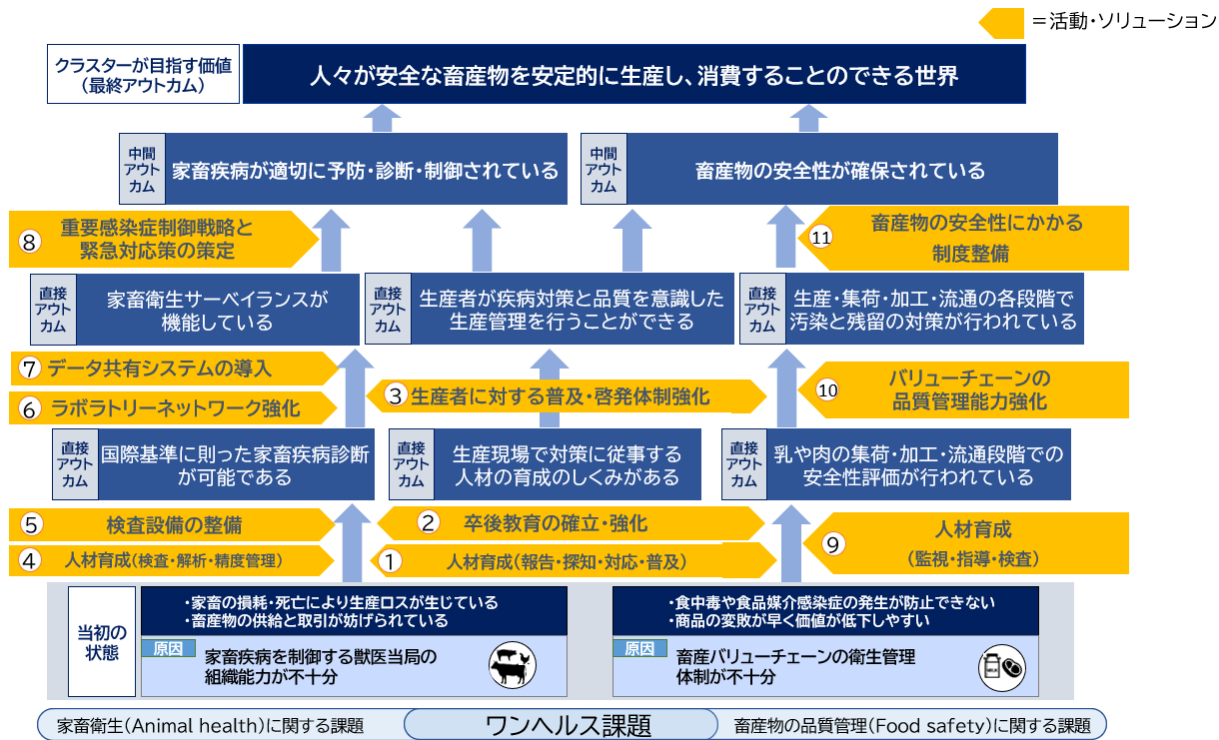 ＝活動・ソリューション
クラスターが目指す価値
（最終アウトカム）
人々が安全な畜産物を安定的に生産し、消費することのできる世界
中間
アウト
カム
家畜疾病が適切に予防・診断・制御されている
中間
アウト
カム
畜産物の安全性が確保されている
⑧
重要感染症制御戦略と
緊急対応策の策定
⑪
畜産物の安全性にかかる
制度整備
直接
アウト
カム
家畜衛生サーベイランスが
機能している
直接
アウト
カム
生産者が疾病対策と品質を意識した
生産管理を行うことができる
直接
アウト
カム
生産・集荷・加工・流通の各段階で
汚染と残留の対策が行われている
⑦ データ共有システムの導入
⑥ ラボラトリーネットワーク強化
③ 生産者に対する普及・啓発体制強化
⑩
バリューチェーンの
品質管理能力強化
直接
アウト
カム
国際基準に則った家畜疾病診断
が可能である
直接
アウト
カム
生産現場で対策に従事する
人材の育成のしくみがある
直接
アウト
カム
乳や肉の集荷・加工・流通段階での
安全性評価が行われている
⑤ 検査設備の整備
④ 人材育成（検査・解析・精度管理）
② 卒後教育の確立・強化
① 人材育成（報告・探知・対応・普及）
⑨
人材育成
（監視・指導・検査）
当初の
状態
・家畜の損耗・死亡により生産ロスが生じている
・畜産物の供給と取引が妨げられている
原因
家畜疾病を制御する獣医当局の
組織能力が不十分
・食中毒や食品媒介感染症の発生が防止できない
・商品の変敗が早く価値が低下しやすい
原因
畜産バリューチェーンの衛生管理
体制が不十分
家畜衛生（Animal health）に関する課題
ワンヘルス課題
畜産物の品質管理（Food safety）に関する課題